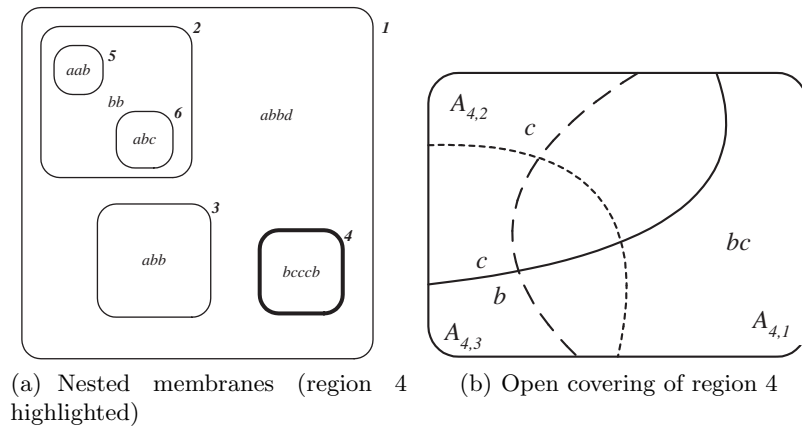 1
2
5
aab
bb
6
abc
abbd
3
abb
4
bcccb
(a) Nested membranes (region 4
highlighted)
A4,2
c
bc
c
b
A4,3
A4,1
(b) Open covering of region 4